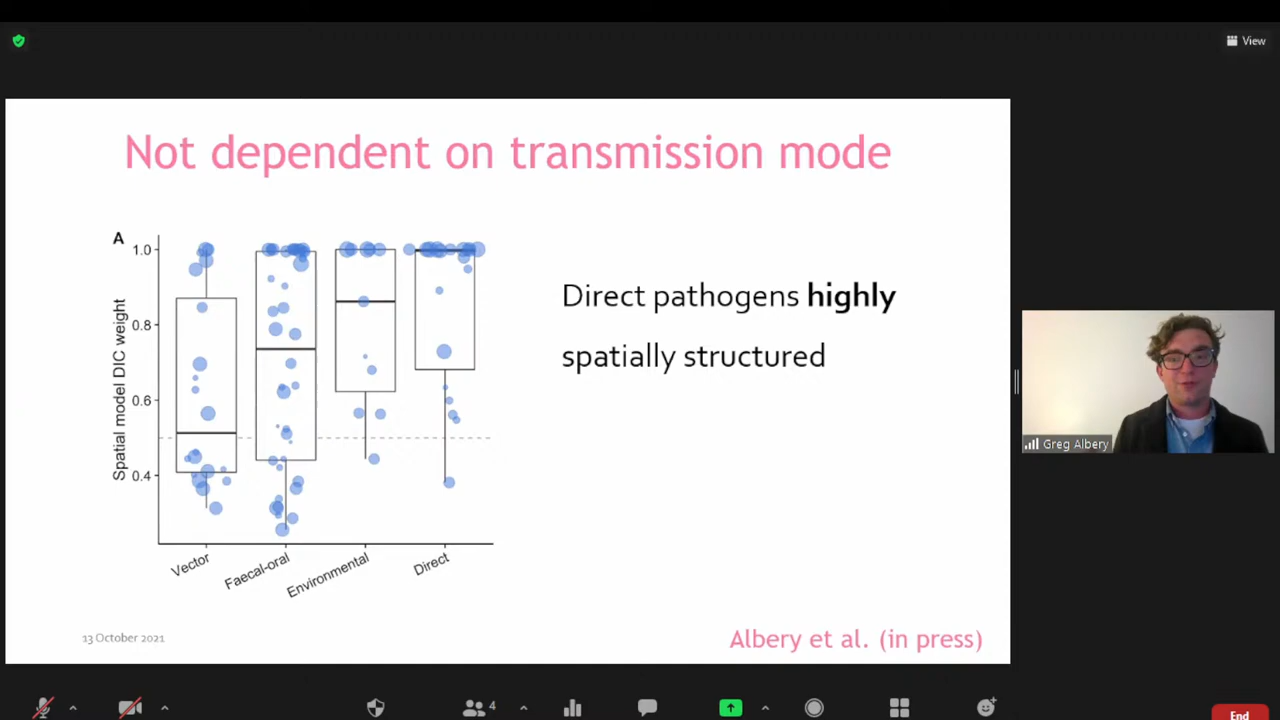 View
Not dependent on transmission mode
A
1.0
0.8
0.6
0.4
Spatial model DIC weight
Vector
Faecal-oral
Environmental
Direct
Direct pathogens highly
spatially structured
Greg Albery
13 October 2021
Albery et al. (in press)
4
End